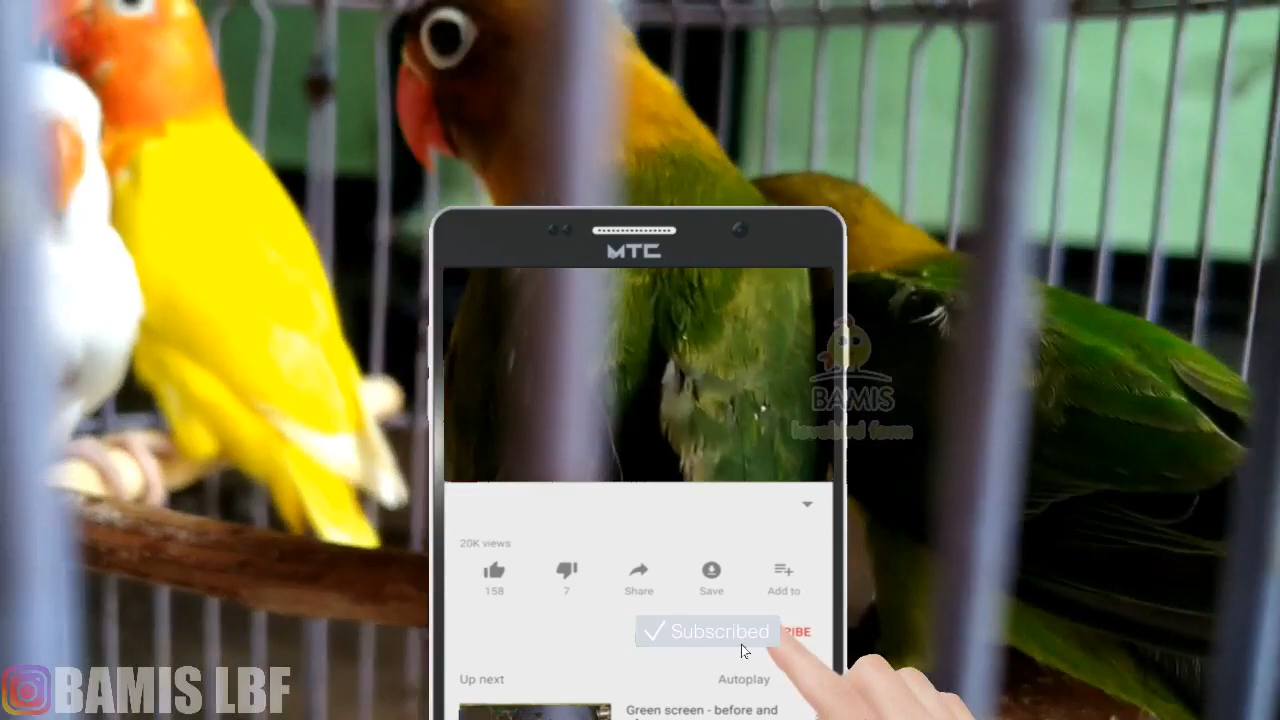 MTC
BAMIS
lovebird farm
20K views
158
7
Share
Save
Add to
Subscribed
IBE
Up next
Autoplay
Green screen - before and
BAMIS LBF